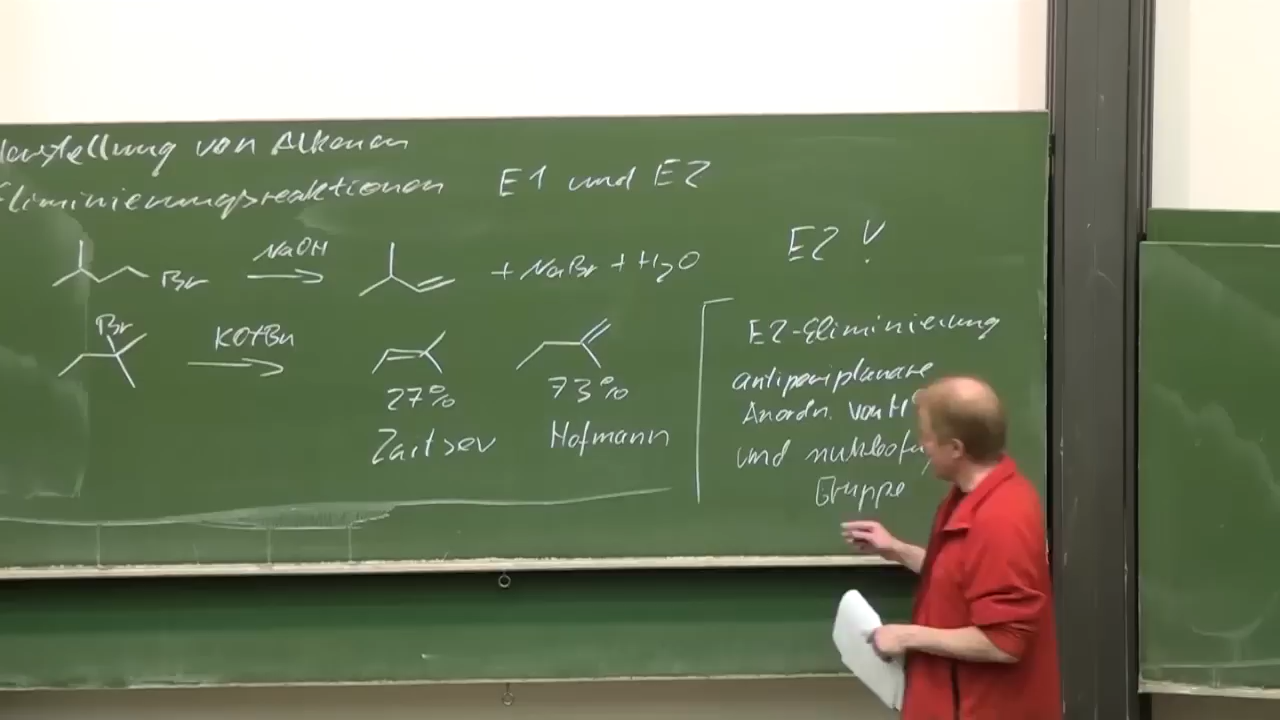 Darstellung von Alkenen
Eliminierungsreaktionen E1 und E2
NaOH
Br
+ NaBr + H₂O
E2 !
Br
KOtBu
27%
Zaitsev
73%
Hofmann
E2-Eliminierung
antiperiplanare
Anordn. von H
und
Gruppe